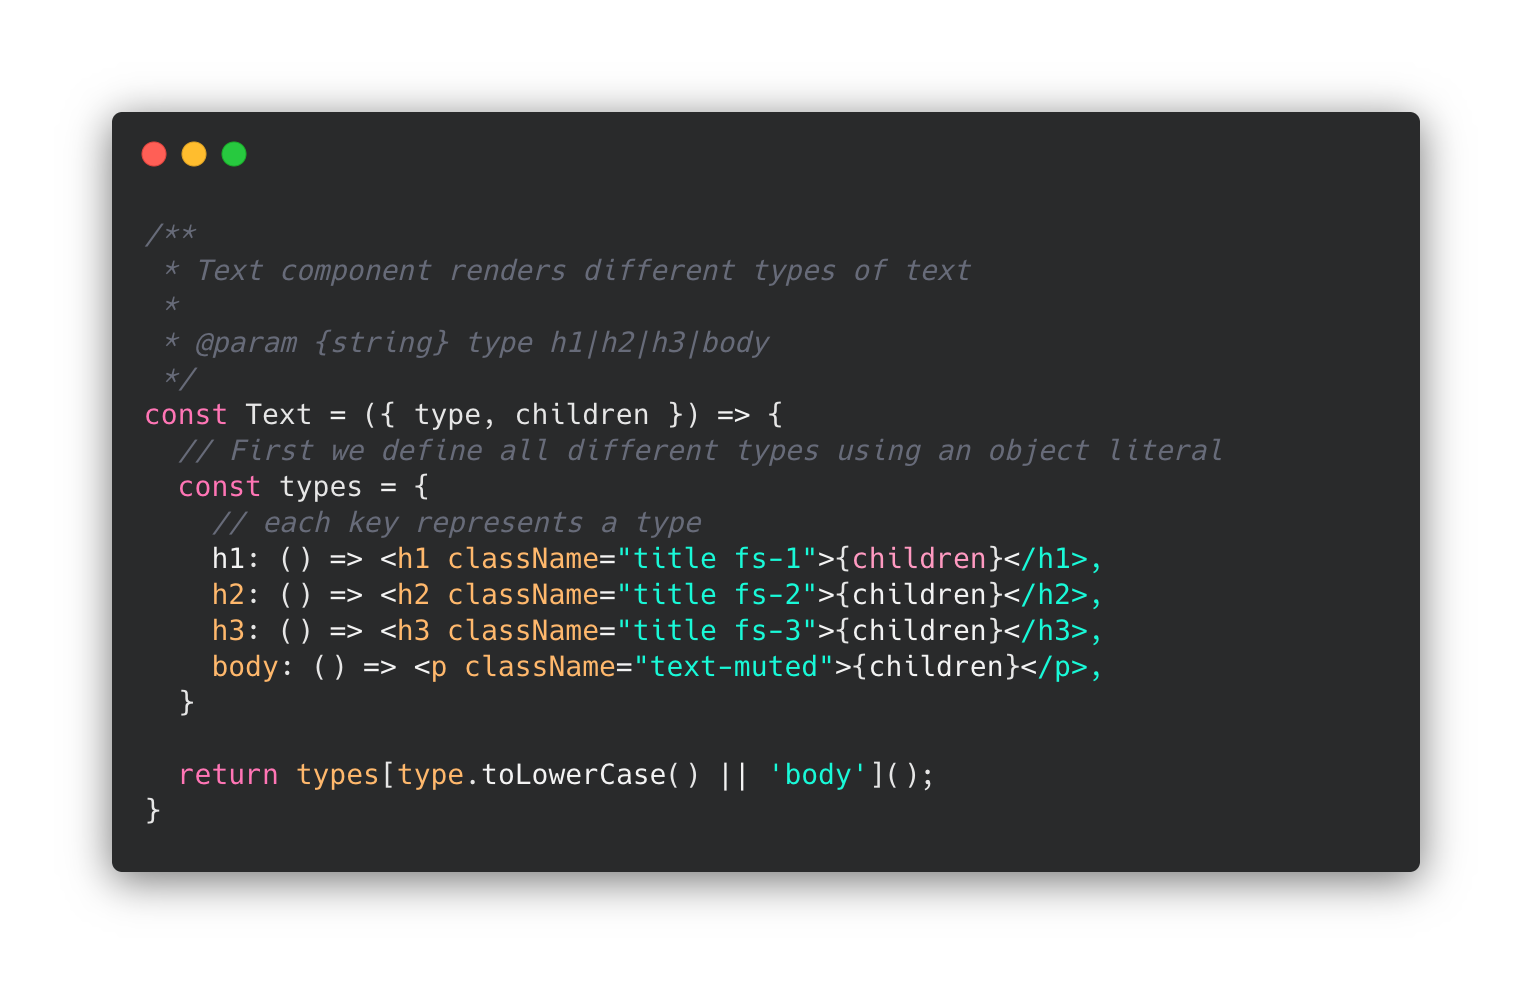 /**
 * Text component renders different types of text
 *
 * @param {string} type h1|h2|h3|body
 */
const Text = ({ type, children }) => {
  // First we define all different types using an object literal
  const types = {
    // each key represents a type
    h1: () => <h1 className="title fs-1">{children}</h1>,
    h2: () => <h2 className="title fs-2">{children}</h2>,
    h3: () => <h3 className="title fs-3">{children}</h3>,
    body: () => <p className="text-muted">{children}</p>,
  }

  return types[type.toLowerCase() || 'body']();
}